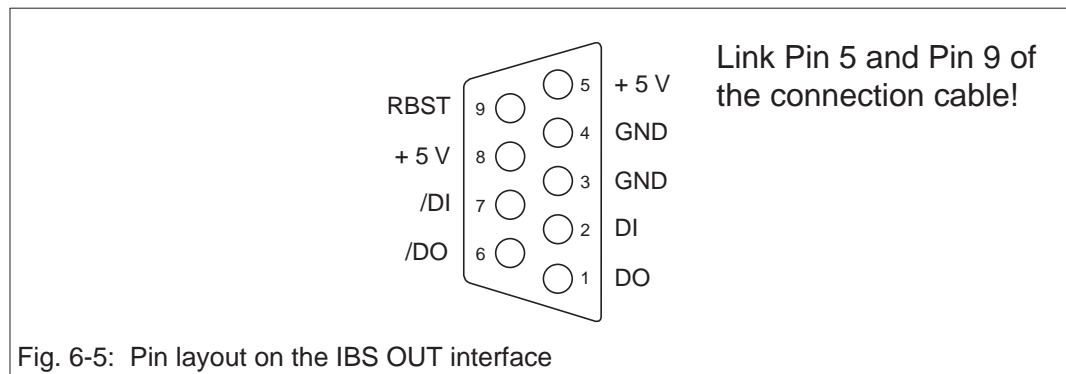 Link Pin 5 and Pin 9 of
the connection cable!
5 + 5 V
RBST 9
4 GND
+ 5 V 8
3 GND
/DI 7
2 DI
/DO 6
1 DO
Fig. 6-5: Pin layout on the IBS OUT interface